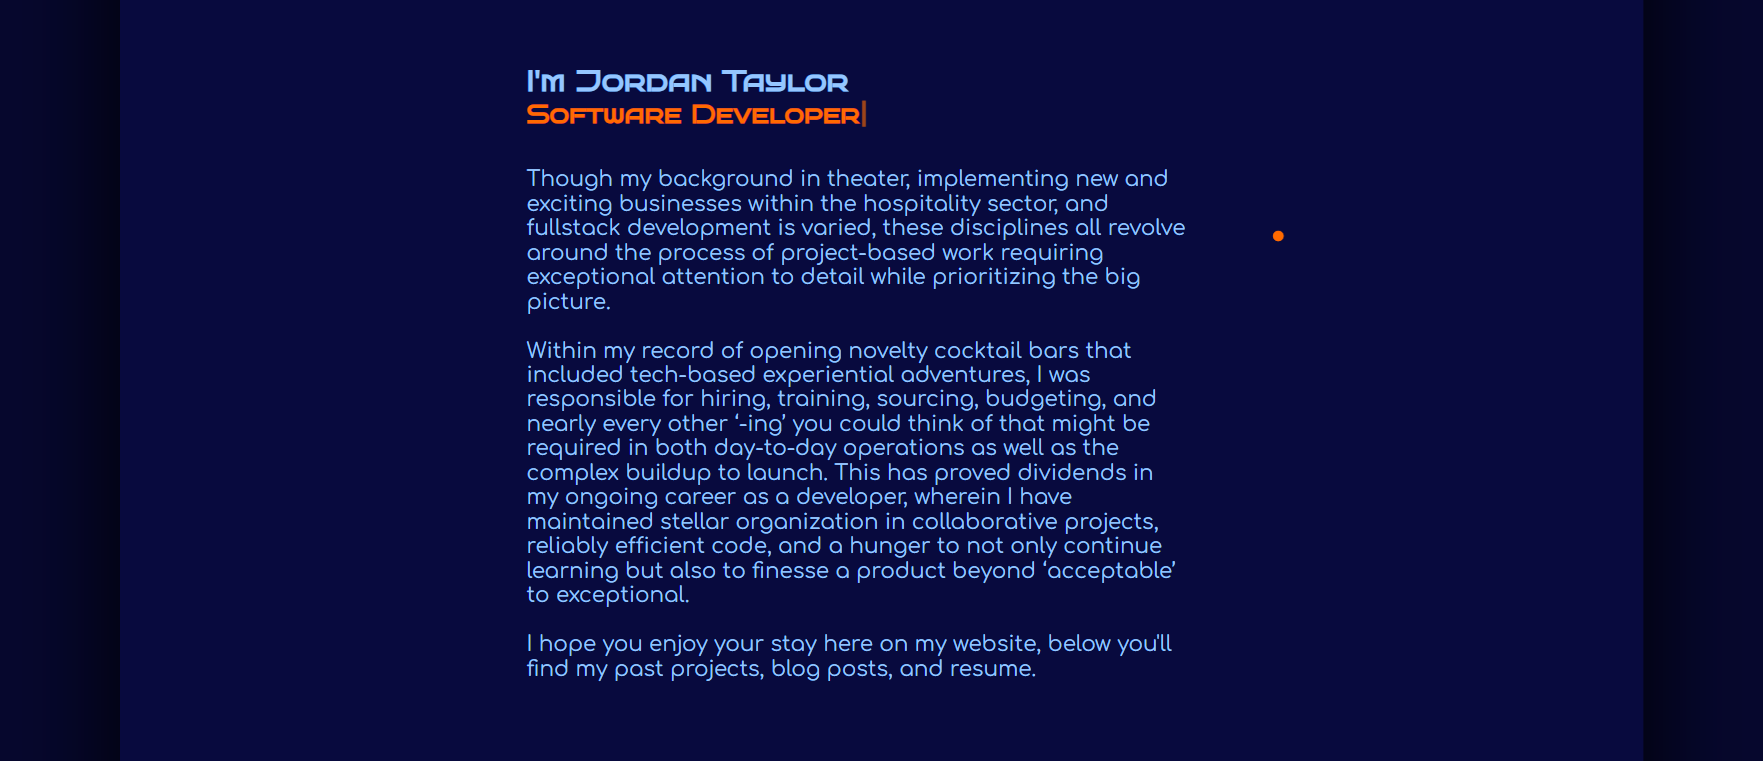 I'm Jordan Taylor
Software Developer|
Though my background in theater, implementing new and
exciting businesses within the hospitality sector, and
fullstack development is varied, these disciplines all revolve
around the process of project-based work requiring
exceptional attention to detail while prioritizing the big
picture.
Within my record of opening novelty cocktail bars that
included tech-based experiential adventures, I was
responsible for hiring, training, sourcing, budgeting, and
nearly every other ‘-ing’ you could think of that might be
required in both day-to-day operations as well as the
complex buildup to launch. This has proved dividends in
my ongoing career as a developer, wherein I have
maintained stellar organization in collaborative projects,
reliably efficient code, and a hunger to not only continue
learning but also to finesse a product beyond ‘acceptable’
to exceptional.
I hope you enjoy your stay here on my website, below you'll
find my past projects, blog posts, and resume.